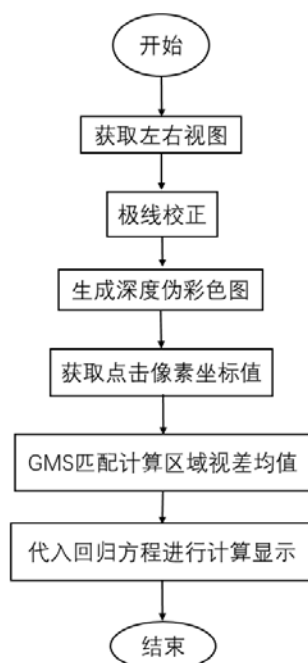 开始
获取左右视图
极线校正
生成深度伪彩色图
获取点击像素坐标值
GMS匹配计算区域视差均值
代入回归方程进行计算显示
结束